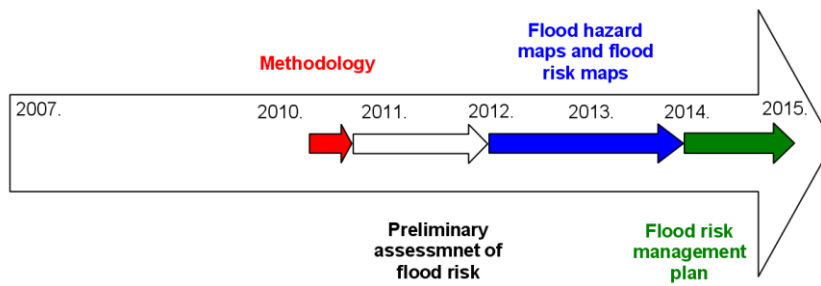 Flood hazard
maps and flood
risk maps
Methodology
2007.
2010.
2011.
2012.
2013.
2014.
2015.
Preliminary
assessmnet of
flood risk
Flood risk
management
plan